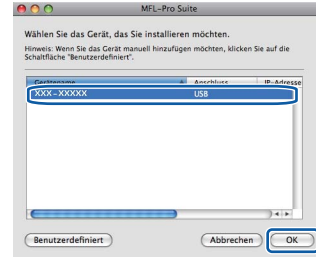 MFL-Pro Suite
Wählen Sie das Gerät, das Sie installieren möchten.
Hinweis: Wenn Sie das Gerät manuell hinzufügen möchten, klicken Sie auf die
Schaltfläche "Benutzerdefiniert".
Gerätename Anschluss IP-Adresse
XXX-XXXXX USB
Benutzerdefiniert Abbrechen OK